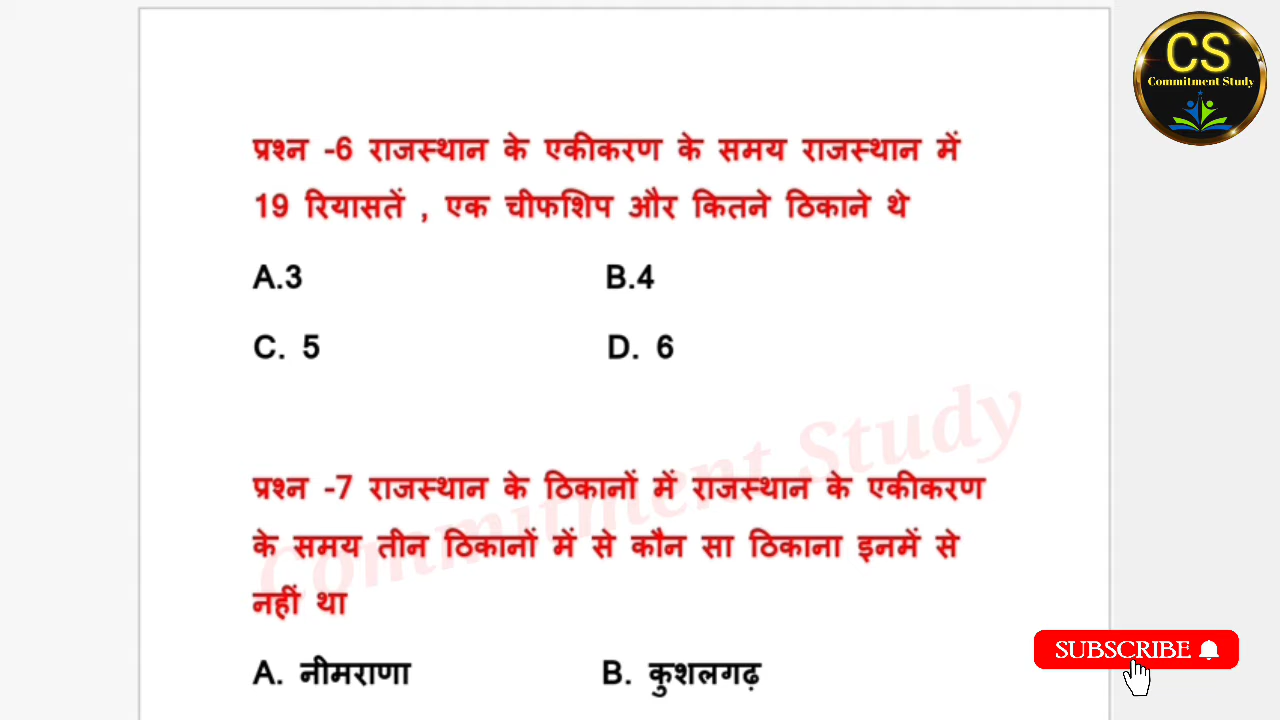 CS
Commitment Study
प्रश्न -6 राजस्थान के एकीकरण के समय राजस्थान में
19 रियासतें , एक चीफशिप और कितने ठिकाने थे
A.3 B.4
C. 5 D. 6
Commitment Study
प्रश्न -7 राजस्थान के ठिकानों में राजस्थान के एकीकरण
के समय तीन ठिकानों में से कौन सा ठिकाना इनमें से
नहीं था
A. नीमराणा B. कुशलगढ़
SUBSCRIBE